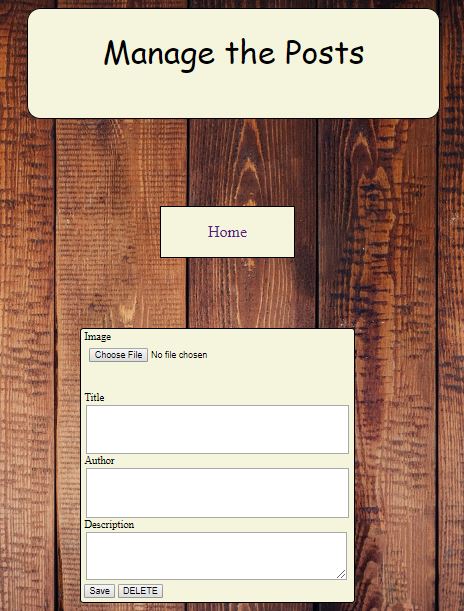 Manage the Posts
Home
Image
Choose File No file chosen
Title
Author
Description
Save DELETE